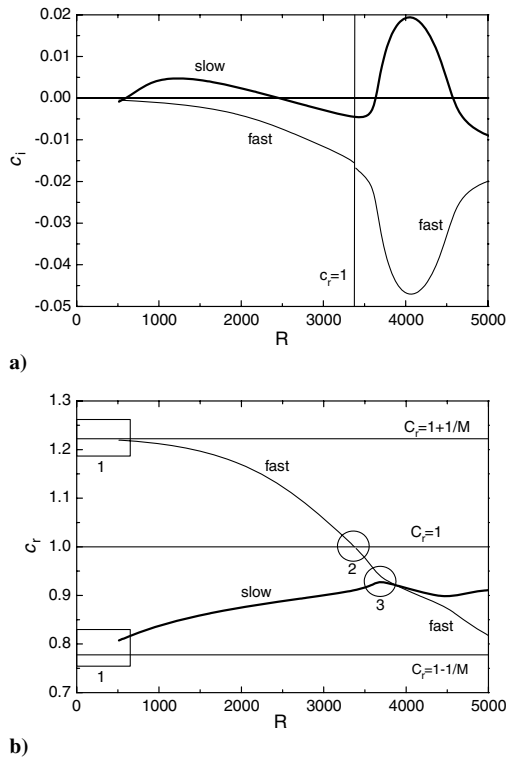 0.02
0.01
0.00
-0.01
-0.02
-0.03
-0.04
-0.05
c_i
slow
fast
fast
c_r=1
0
1000
2000
3000
4000
5000
R
a)
1.3
1.2
1.1
1.0
0.9
0.8
0.7
c_r
C_r=1+1/M
1
fast
C_r=1
2
3
slow
fast
1
C_r=1-1/M
0
1000
2000
3000
4000
5000
R
b)